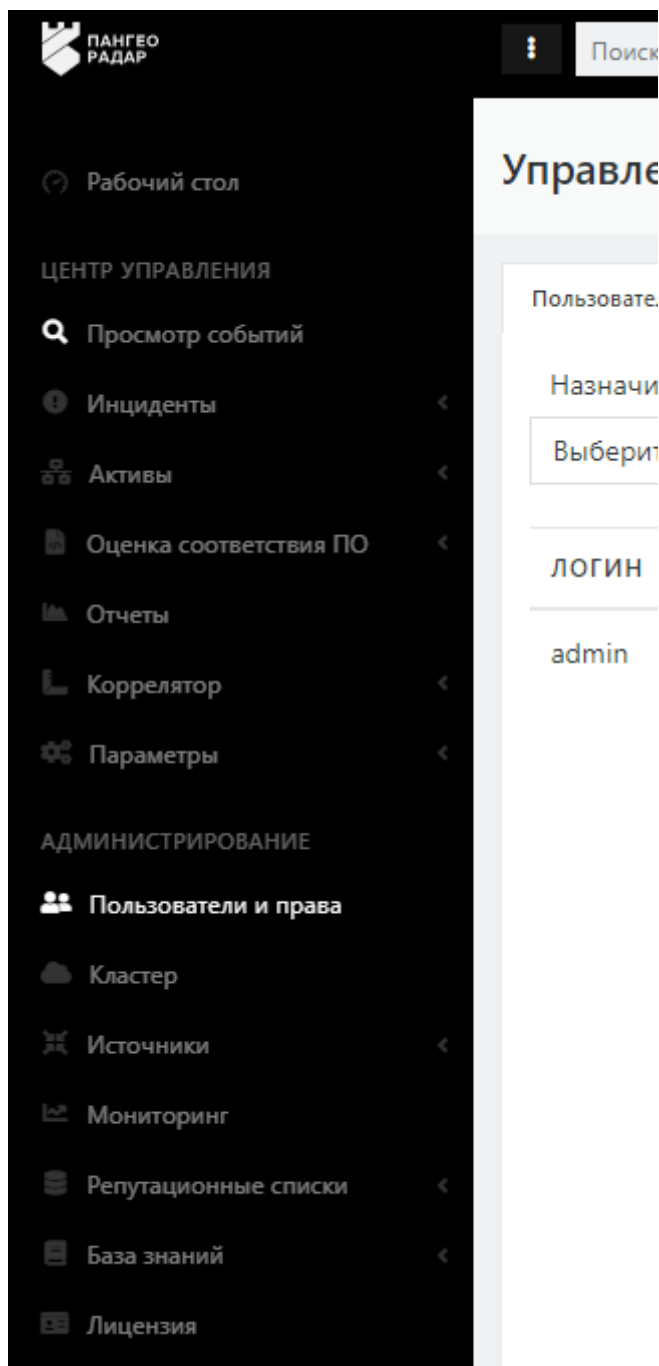 ПАНГЕО
РАДАР
Рабочий стол
ЦЕНТР УПРАВЛЕНИЯ
Просмотр событий
Инциденты
Активы
Оценка соответствия ПО
Отчеты
Коррелятор
Параметры
АДМИНИСТРИРОВАНИЕ
Пользователи и права
Кластер
Источники
Мониторинг
Репутационные списки
База знаний
Лицензия
Поиск
Управле
Пользовате
Назначи
Выберит
ЛОГИН
admin